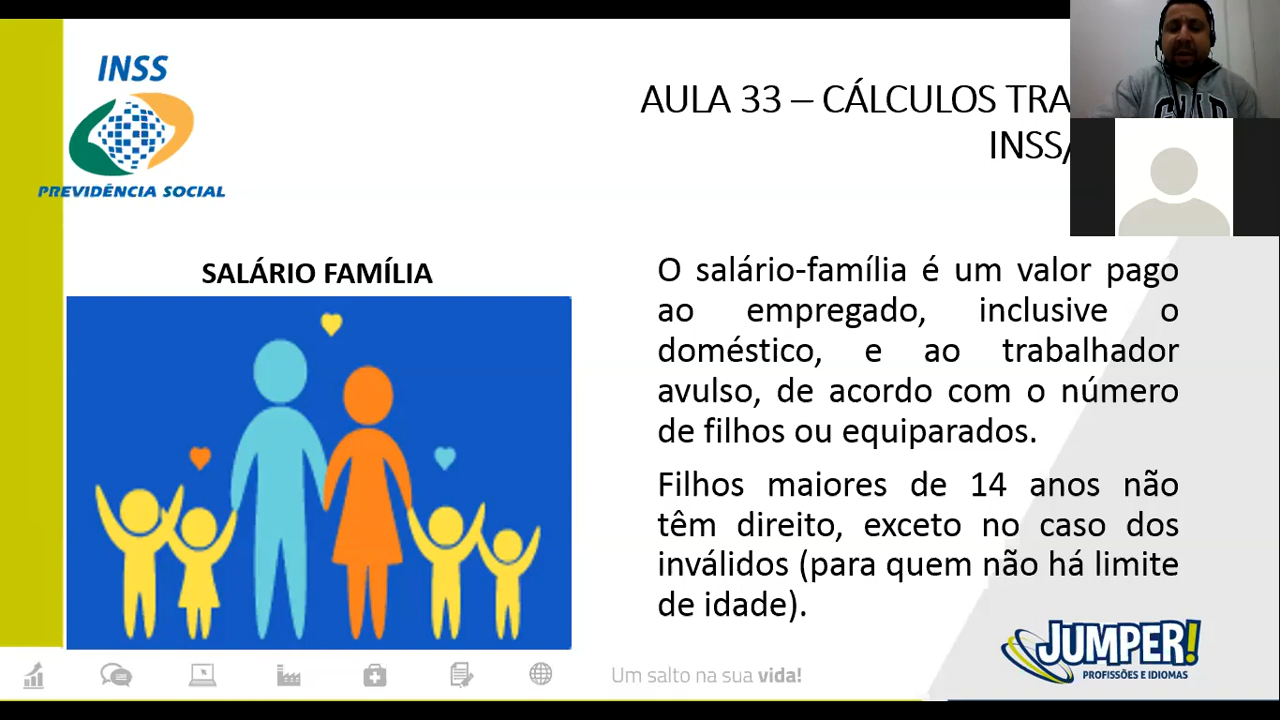 INSS
PREVIDÊNCIA SOCIAL
AULA 33 – CÁLCULOS TRA
INSS/
SALÁRIO FAMÍLIA
O salário-família é um valor pago
ao empregado, inclusive o
doméstico, e ao trabalhador
avulso, de acordo com o número
de filhos ou equiparados.
Filhos maiores de 14 anos não
têm direito, exceto no caso dos
inválidos (para quem não há limite
de idade).
Um salto na sua vida!
JUMPER!
PROFISSÕES E IDIOMAS